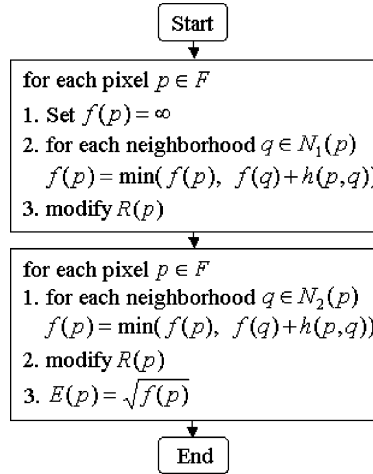 Start
for each pixel p ∈ F
1. Set f(p) = ∞
2. for each neighborhood q ∈ N₁(p)
f(p) = min( f(p), f(q) + h(p,q))
3. modify R(p)
for each pixel p ∈ F
1. for each neighborhood q ∈ N₂(p)
f(p) = min( f(p), f(q) + h(p,q))
2. modify R(p)
3. E(p) = √f(p)
End